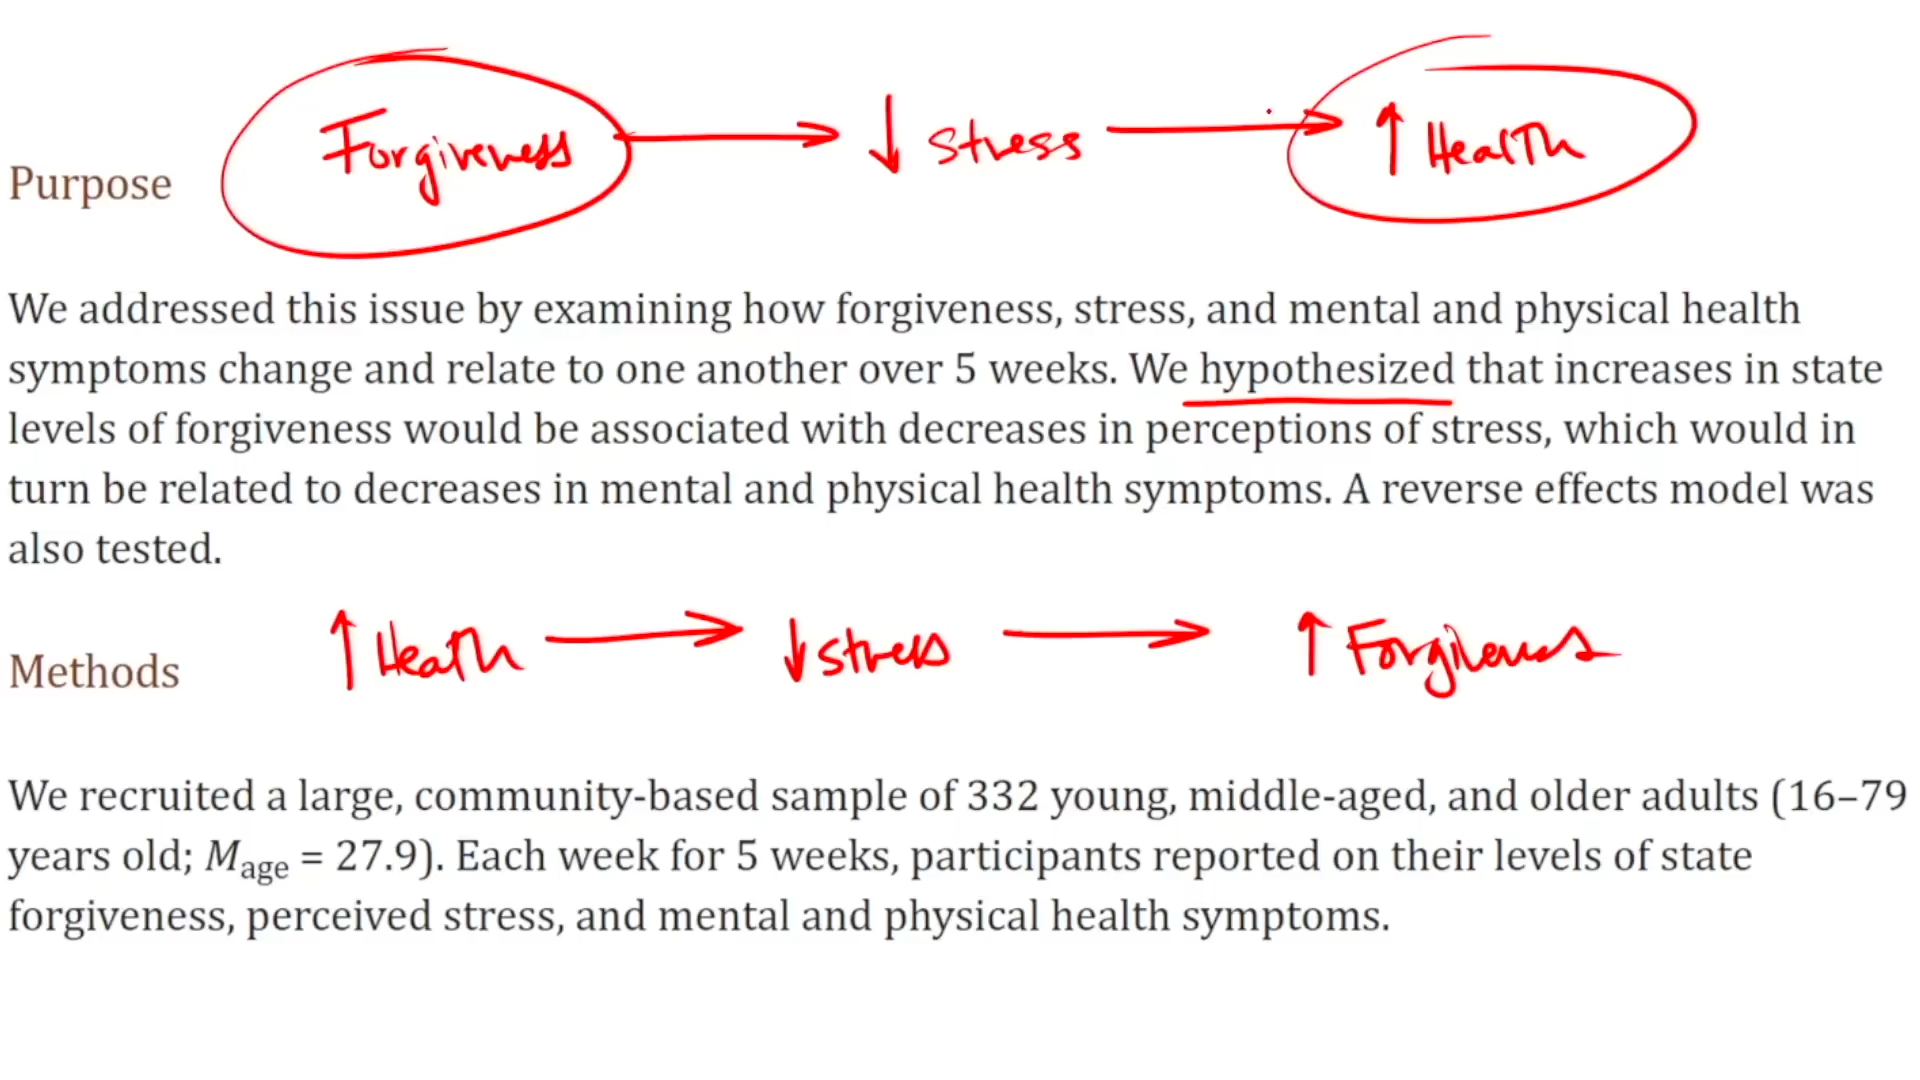 Forgiveness → ↓ Stress → ↑ Health
Purpose
We addressed this issue by examining how forgiveness, stress, and mental and physical health
symptoms change and relate to one another over 5 weeks. We hypothesized that increases in state
levels of forgiveness would be associated with decreases in perceptions of stress, which would in
turn be related to decreases in mental and physical health symptoms. A reverse effects model was
also tested.
↑ Health → ↓ Stress → ↑ Forgiveness
Methods
We recruited a large, community-based sample of 332 young, middle-aged, and older adults (16–79
years old; Mage = 27.9). Each week for 5 weeks, participants reported on their levels of state
forgiveness, perceived stress, and mental and physical health symptoms.